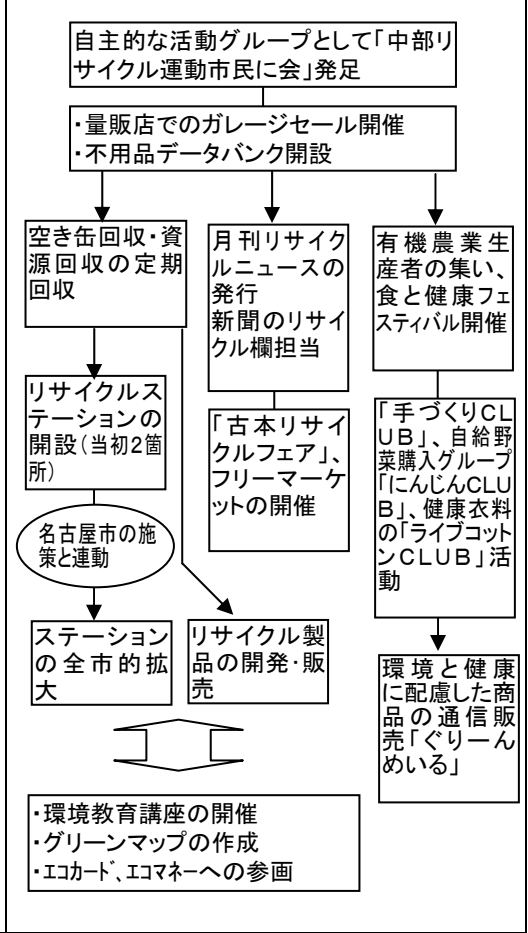 自主的な活動グループとして「中部リ
サイクル運動市民に会」発足
・量販店でのガレージセール開催
・不用品データバンク開設
空き缶回収・資
源回収の定期
回収
月刊リサイク
ルニュースの
発行
新聞のリサイ
クル欄担当
有機農業生
産者の集い、
食と健康フェ
スティバル開催
リサイクルス
テーションの
開設(当初2箇
所)
「古本リサイ
クルフェア」、
フリーマーケ
ットの開催
「手づくりCL
UB」、自給野
菜購入グループ
「にんじんCLU
B」、健康衣料
の「ライブコット
ンCLUB」活
動
名古屋市の施
策と連動
ステーション
の全市的拡
大
リサイクル製
品の開発・販
売
環境と健康
に配慮した商
品の通信販
売「ぐりーん
めいる」
・環境教育講座の開催
・グリーンマップの作成
・エコカード、エコマネーへの参画